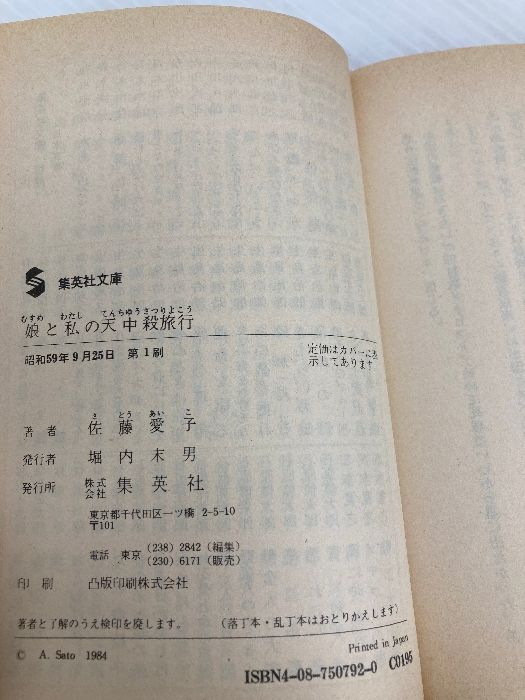 集英社文庫
むすめ わたし てんちゅうさつりょこう
娘と私の天中殺旅行
昭和59年9月25日 第1刷
定価はカバーに表
示してあります
さ とう あい こ
著者 佐藤愛子
発行者 堀内末男
発行所 株式会社 集英社
東京都千代田区一ツ橋 2-5-10
〒101
電話 東京 (238) 2842 (編集)
(230) 6171 (販売)
印刷 凸版印刷株式会社
著者と了解のうえ検印を廃します。 (落丁本・乱丁本はおとりかえします)
© A. Sato 1984
Printed in Japan
ISBN4-08-750792-0 C0195